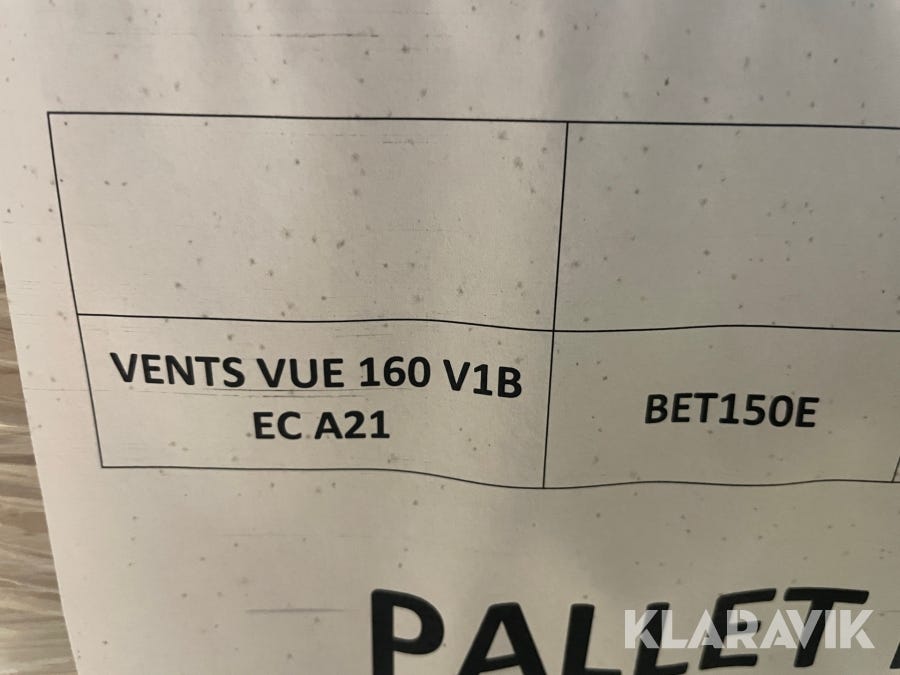 VENTS VUE 160 V1B
EC A21
BET150E
PALLET
KLARAVIK